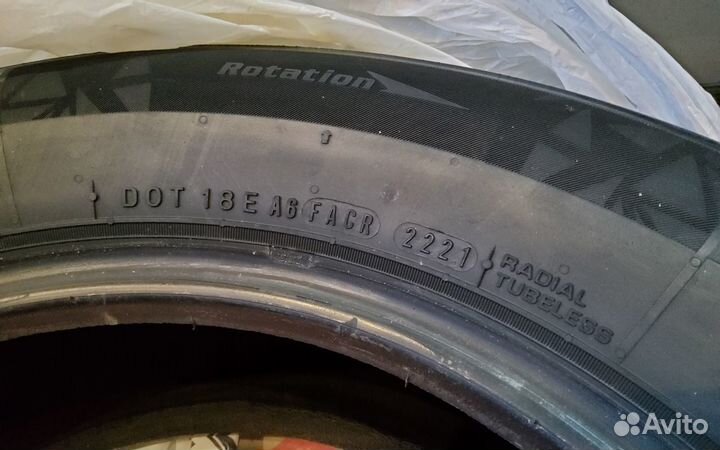 Rotation
DOT 18E A6 FACR 2221
RADIAL
TUBELESS
Avito